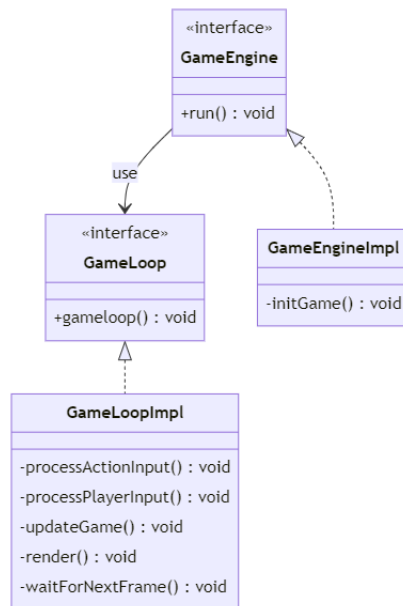 «interface»
GameEngine
+run() : void
use
«interface»
GameLoop
+gameloop() : void
GameEngineImpl
-initGame() : void
GameLoopImpl
-processActionInput() : void
-processPlayerInput() : void
-updateGame() : void
-render() : void
-waitForNextFrame() : void